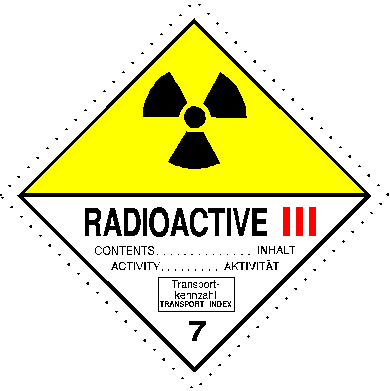 RADIOACTIVE III
CONTENTS............... INHALT
ACTIVITY......... AKTIVITÄT
Transport-
kennzahl
TRANSPORT INDEX
7